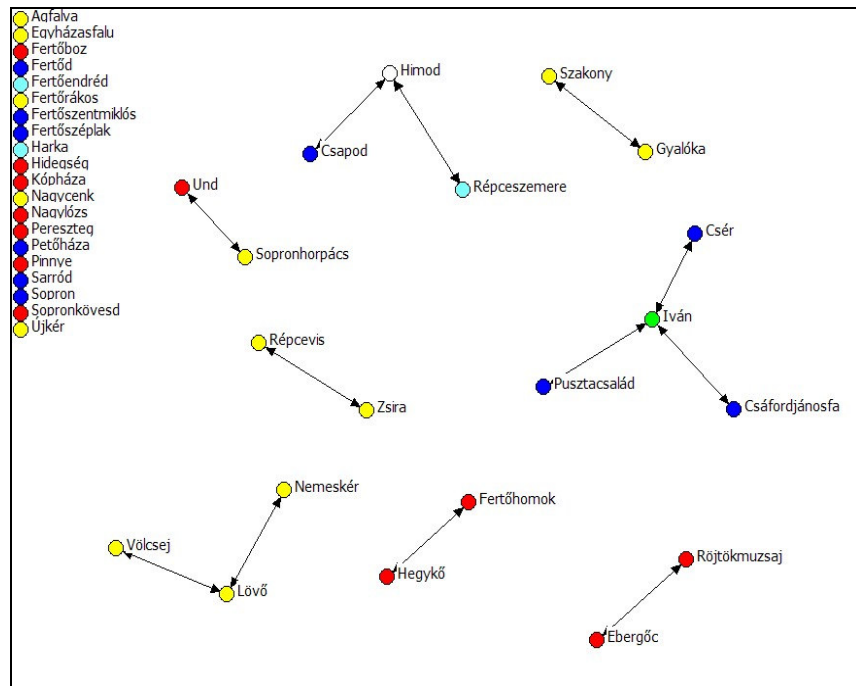 Agfalva
Egyházasfalu
Fertőboz
Fertőd
Fertőendréd
Fertőrákos
Fertőszentmiklós
Fertőszéplak
Harka
Hidegség
Kópháza
Nagycenk
Nagylózs
Pereszteg
Petőháza
Pinnye
Sarród
Sopron
Sopronkövesd
Újkér
Himod
Szakony
Csapod
Gyalóka
Und
Répceszemere
Sopronhorpács
Csér
Iván
Répcevis
Pusztacsalád
Zsira
Csáfordjánosfa
Nemeskér
Fertőhomok
Völcsej
Röjtökmuzsaj
Hegykő
Lövő
Ebergőc